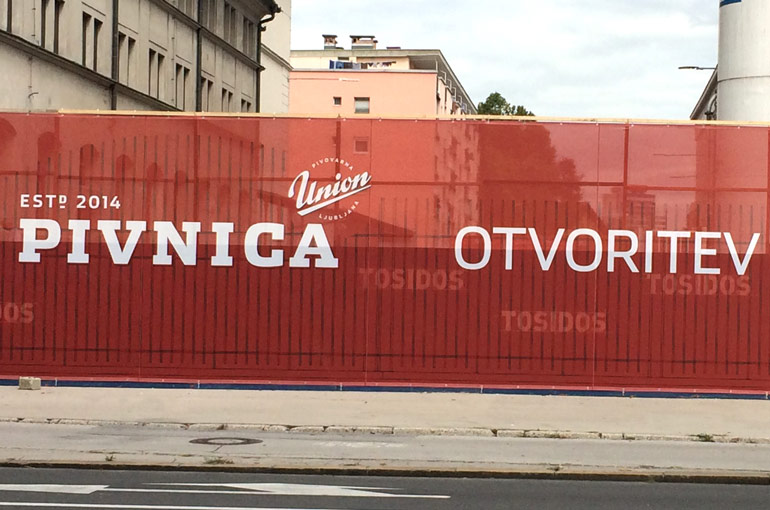 ESTD 2014
PIVOVARNA
Union
LJUBLJANA
PIVNICA
OTVORITEV
TOSIDOS
TOSIDOS
TOSIDOS